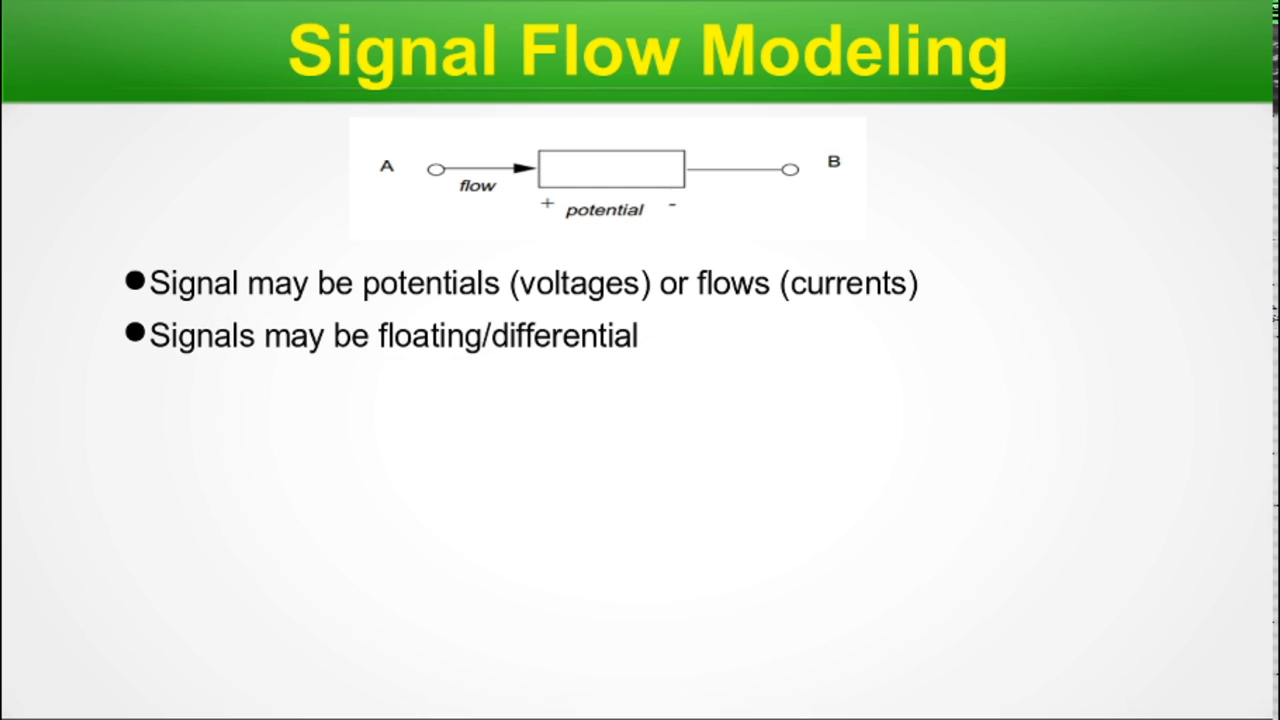 Signal Flow Modeling
A B
flow
+ potential -
●Signal may be potentials (voltages) or flows (currents)
●Signals may be floating/differential